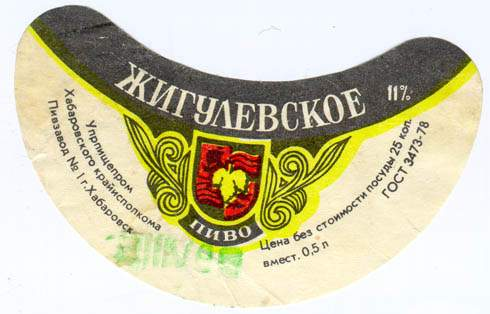 ЖИГУЛЕВСКОЕ 11%
Упрпищепром
Хабаровского крайисполкома
Пивзавод № 1 г. Хабаровск
ПИВО
Цена без стоимости посуды 25 коп.
вмест. 0,5 л ГОСТ 3473-78